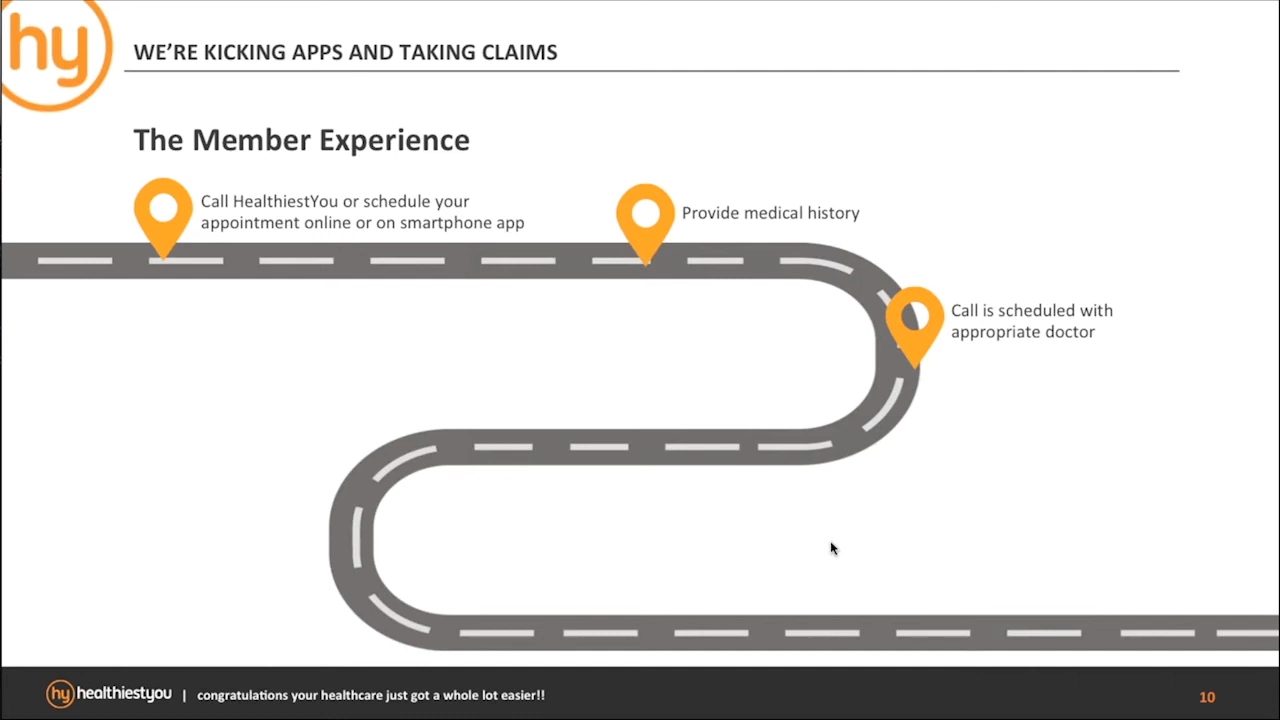 hy
WE’RE KICKING APPS AND TAKING CLAIMS
The Member Experience
Call HealthiestYou or schedule your
appointment online or on smartphone app
Provide medical history
Call is scheduled with
appropriate doctor
hy healthiestyou | congratulations your healthcare just got a whole lot easier!!
10